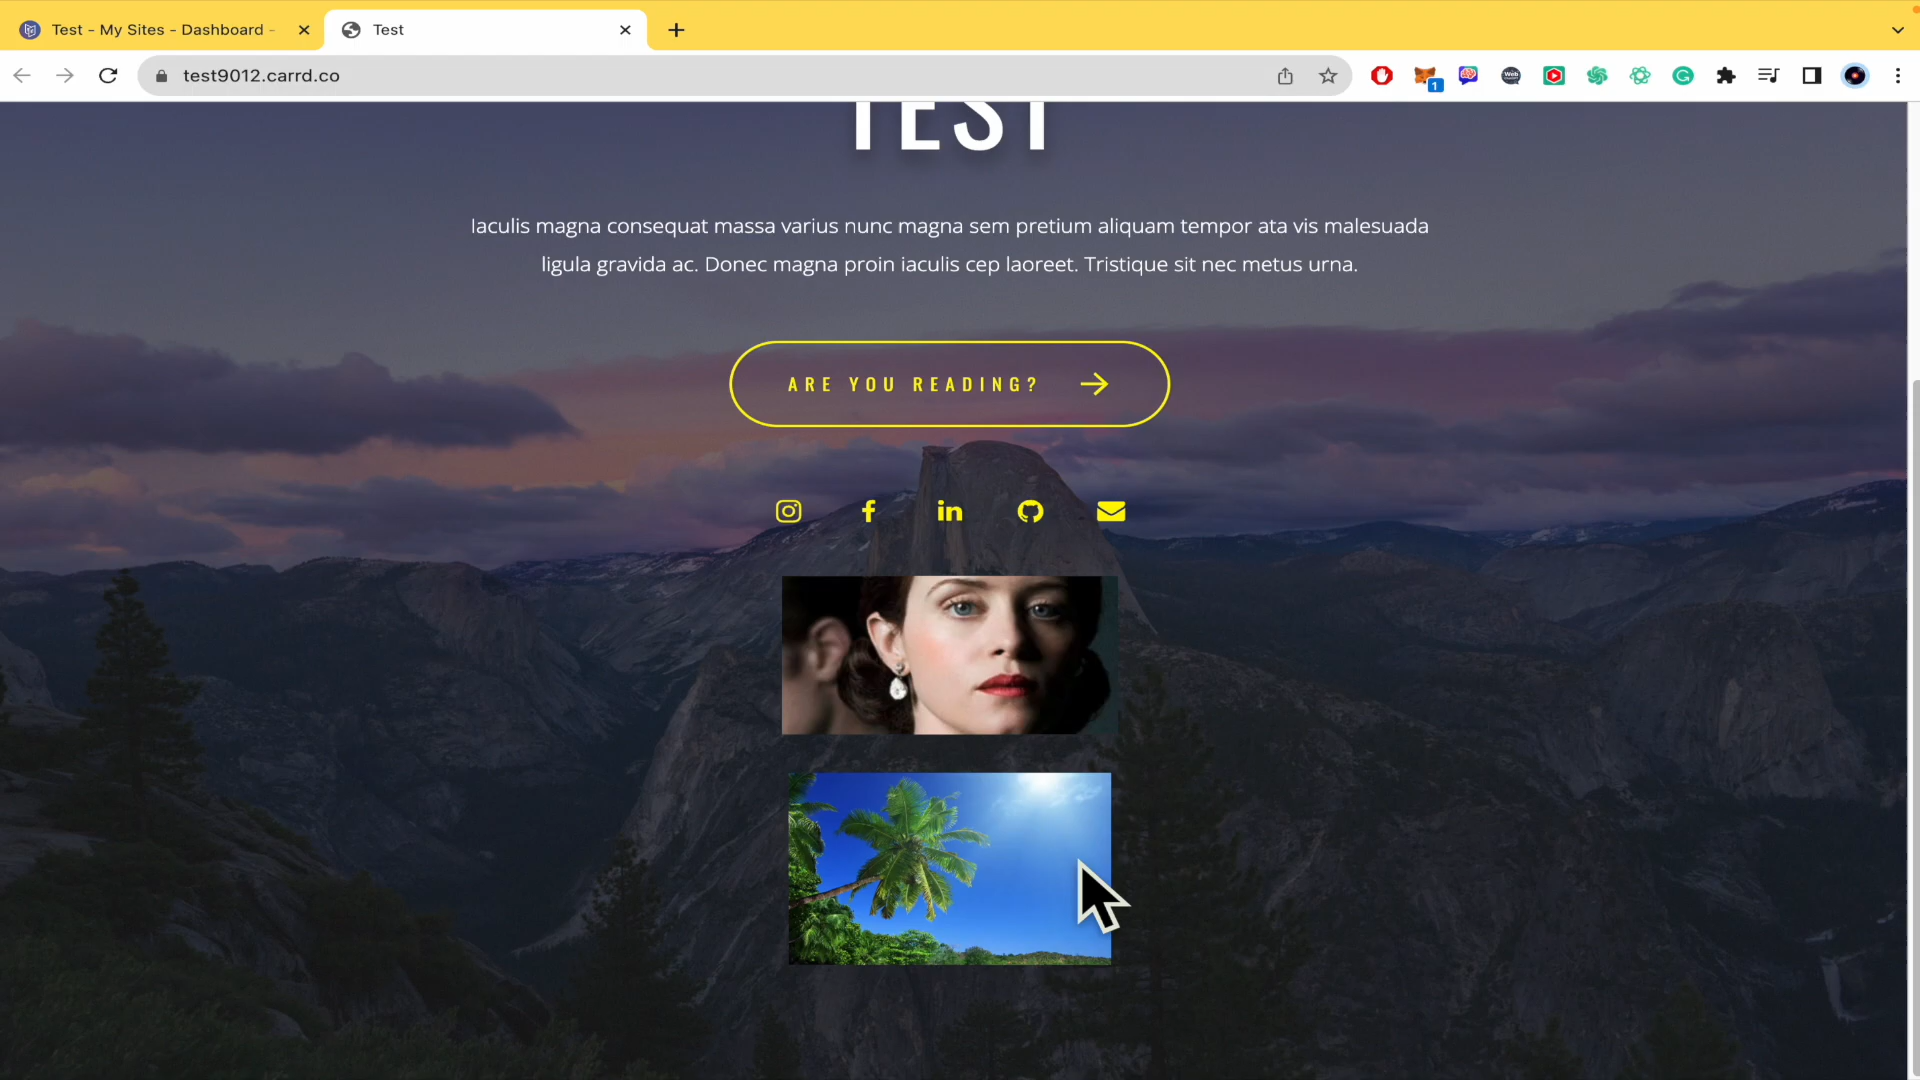 Test - My Sites - Dashboard -
Test
test9012.carrd.co
1
Web
TEST
Iaculis magna consequat massa varius nunc magna sem pretium aliquam tempor ata vis malesuada
ligula gravida ac. Donec magna proin iaculis cep laoreet. Tristique sit nec metus urna.
ARE YOU READING?